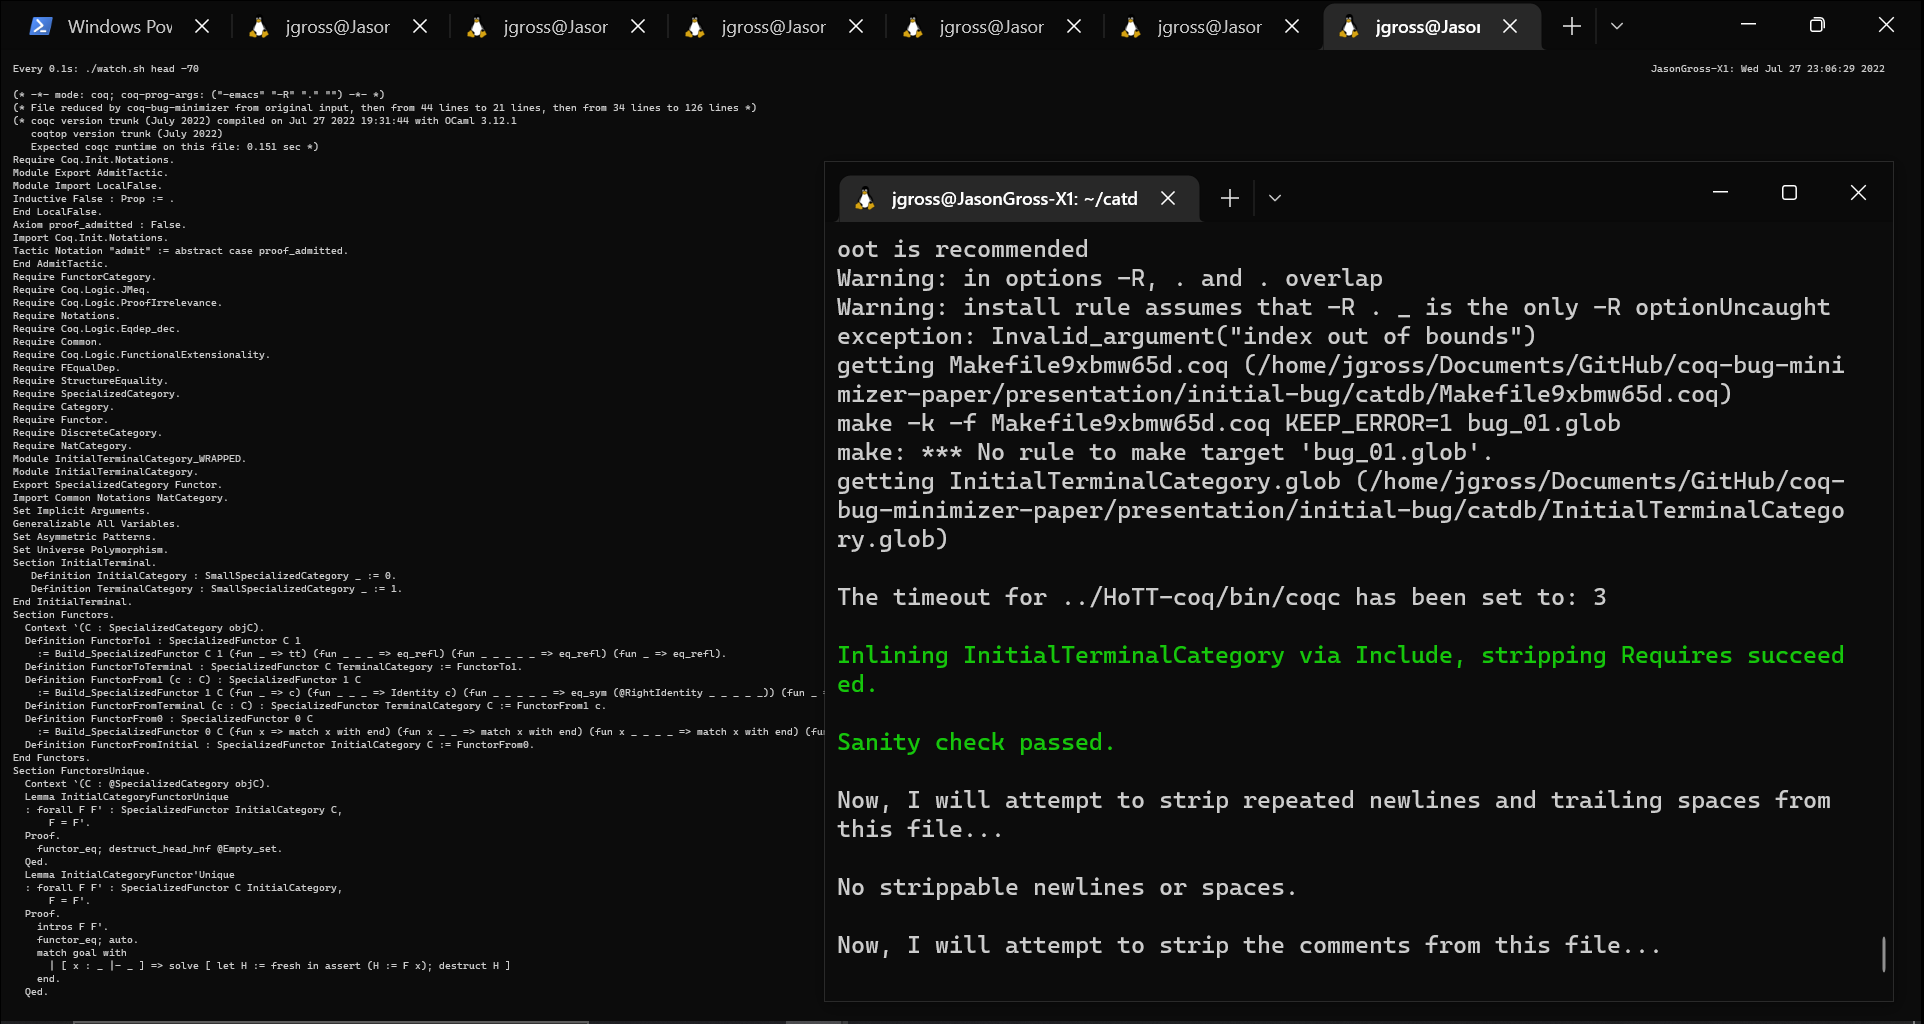 Windows Pow
jgross@Jason
jgross@Jason
jgross@Jason
jgross@Jason
jgross@Jason
jgross@Jason
Every 0.1s: ./watch.sh head -70
JasonGross-X1: Wed Jul 27 23:06:29 2022
(* -*- mode: coq; coq-prog-args: ("-emacs" "-R" "." "") -*- *)
(* File reduced by coq-bug-minimizer from original input, then from 44 lines to 21 lines, then from 34 lines to 126 lines *)
(* coqc version trunk (July 2022) compiled on Jul 27 2022 19:31:44 with OCaml 3.12.1
   coqtop version trunk (July 2022)
   Expected coqc runtime on this file: 0.151 sec *)
Require Coq.Init.Notations.
Module Export AdmitTactic.
Module Import LocalFalse.
Inductive False : Prop := .
End LocalFalse.
Axiom proof_admitted : False.
Import Coq.Init.Notations.
Tactic Notation "admit" := abstract case proof_admitted.
End AdmitTactic.
Require FunctorCategory.
Require Coq.Logic.JMeq.
Require Coq.Logic.ProofIrrelevance.
Require Notations.
Require Coq.Logic.Eqdep_dec.
Require Common.
Require Coq.Logic.FunctionalExtensionality.
Require FEqualDep.
Require StructureEquality.
Require SpecializedCategory.
Require Category.
Require Functor.
Require DiscreteCategory.
Require NatCategory.
Module InitialTerminalCategory_WRAPPED.
Module InitialTerminalCategory.
Export SpecializedCategory Functor.
Import Common Notations NatCategory.
Set Implicit Arguments.
Generalizable All Variables.
Set Asymmetric Patterns.
Set Universe Polymorphism.
Section InitialTerminal.
   Definition InitialCategory : SmallSpecializedCategory _ := 0.
   Definition TerminalCategory : SmallSpecializedCategory _ := 1.
End InitialTerminal.
Section Functors.
  Context `(C : SpecializedCategory objC).
  Definition FunctorTo1 : SpecializedFunctor C 1
    := Build_SpecializedFunctor C 1 (fun _ => tt) (fun _ _ _ => eq_refl) (fun _ _ _ _ _ => eq_refl) (fun _ => eq_refl).
  Definition FunctorToTerminal : SpecializedFunctor C TerminalCategory := FunctorTo1.
  Definition FunctorFrom1 (c : C) : SpecializedFunctor 1 C
    := Build_SpecializedFunctor 1 C (fun _ => c) (fun _ _ _ => Identity c) (fun _ _ _ _ _ => eq_sym (@RightIdentity _ _ _ _ _)) (fun _ =
  Definition FunctorFromTerminal (c : C) : SpecializedFunctor TerminalCategory C := FunctorFrom1 c.
  Definition FunctorFrom0 : SpecializedFunctor 0 C
    := Build_SpecializedFunctor 0 C (fun x => match x with end) (fun x _ _ => match x with end) (fun x _ _ _ _ => match x with end) (fu
  Definition FunctorFromInitial : SpecializedFunctor InitialCategory C := FunctorFrom0.
End Functors.
Section FunctorsUnique.
  Context `(C : @SpecializedCategory objC).
  Lemma InitialCategoryFunctorUnique
  : forall F F' : SpecializedFunctor InitialCategory C,
      F = F'.
  Proof.
    functor_eq; destruct_head_hnf @Empty_set.
  Qed.
  Lemma InitialCategoryFunctor'Unique
  : forall F F' : SpecializedFunctor C InitialCategory,
      F = F'.
  Proof.
    intros F F'.
    functor_eq; auto.
    match goal with
      | [ x : _ |- _ ] => solve [ let H := fresh in assert (H := F x); destruct H ]
    end.
  Qed.
jgross@JasonGross-X1: ~/catd
oot is recommended
Warning: in options -R, . and . overlap
Warning: install rule assumes that -R . _ is the only -R optionUncaught
exception: Invalid_argument("index out of bounds")
getting Makefile9xbmw65d.coq (/home/jgross/Documents/GitHub/coq-bug-mini
mizer-paper/presentation/initial-bug/catdb/Makefile9xbmw65d.coq)
make -k -f Makefile9xbmw65d.coq KEEP_ERROR=1 bug_01.glob
make: *** No rule to make target 'bug_01.glob'.
getting InitialTerminalCategory.glob (/home/jgross/Documents/GitHub/coq-
bug-minimizer-paper/presentation/initial-bug/catdb/InitialTerminalCatego
ry.glob)
The timeout for ../HoTT-coq/bin/coqc has been set to: 3
Inlining InitialTerminalCategory via Include, stripping Requires succeed
ed.
Sanity check passed.
Now, I will attempt to strip repeated newlines and trailing spaces from
this file...
No strippable newlines or spaces.
Now, I will attempt to strip the comments from this file...